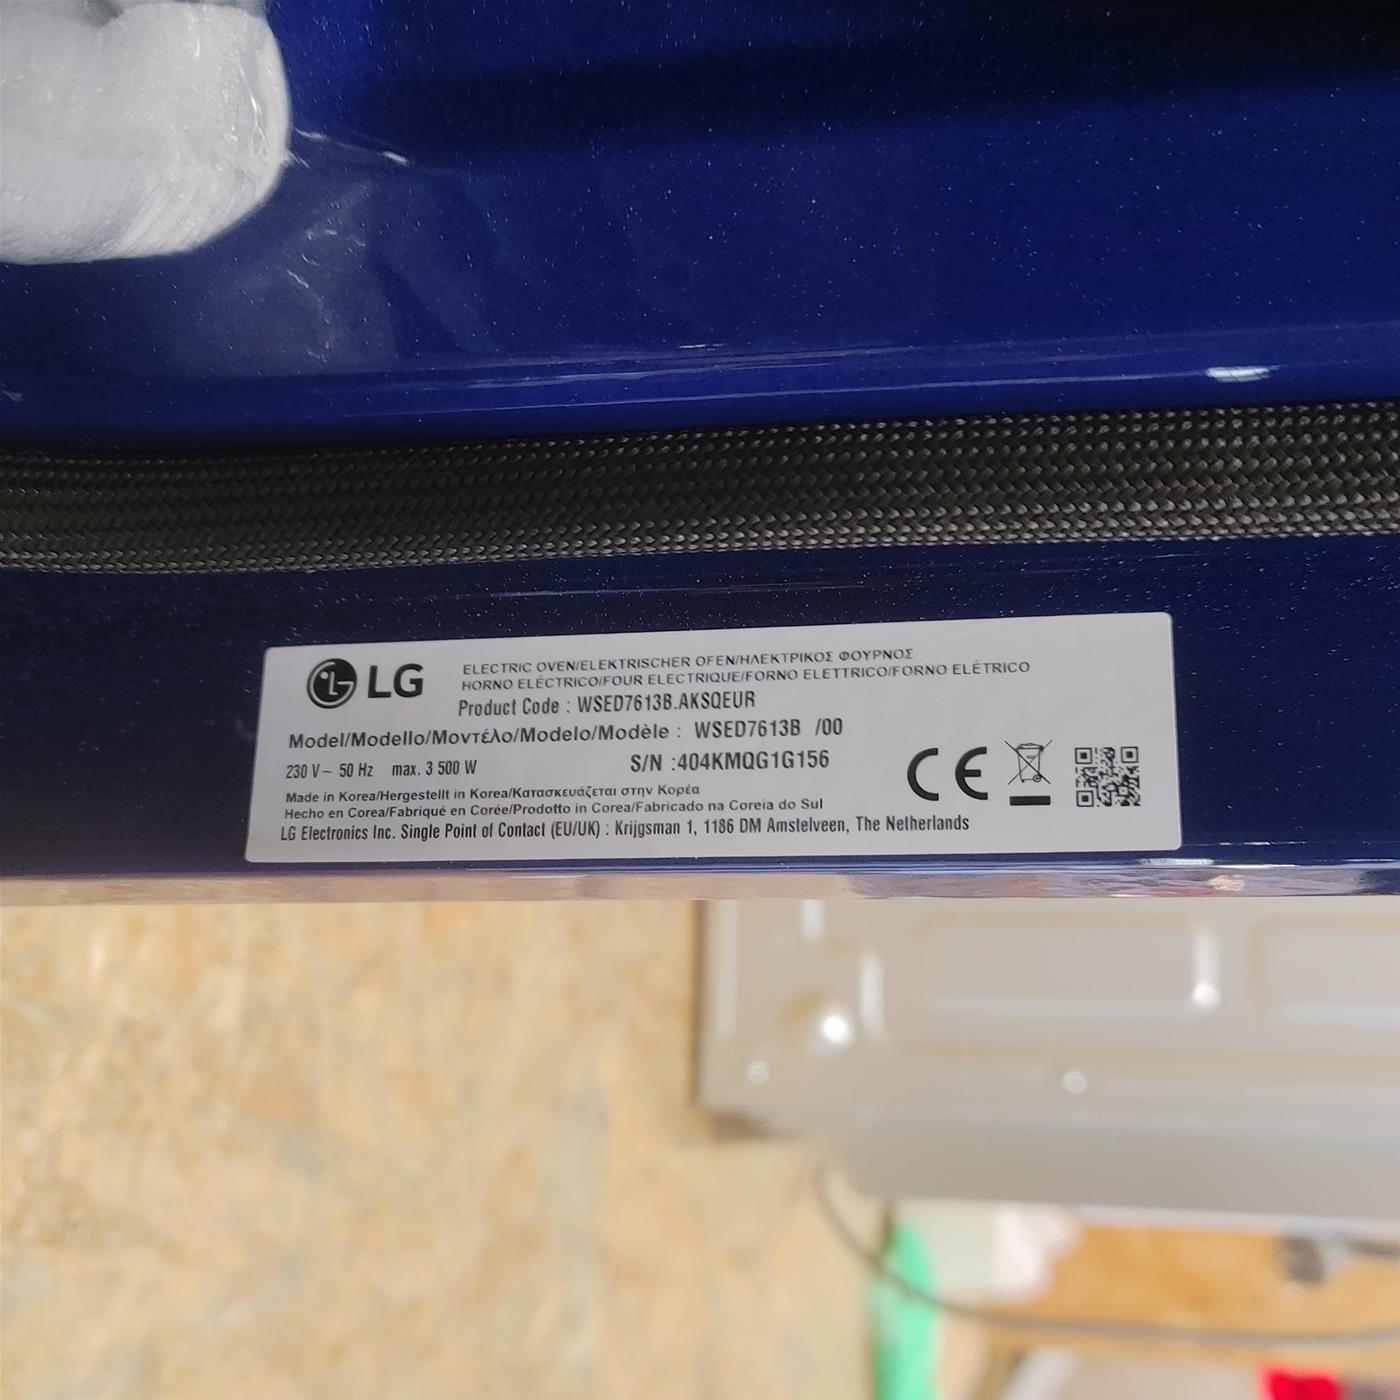 LG
ELECTRIC OVEN/ELEKTRISCHER OFEN/ΗΛΕΚΤΡΙΚΟΣ ΦΟΥΡΝΟΣ
HORNO ELÉCTRICO/FOUR ELECTRIQUE/FORNO ELETTRICO/FORNO ELÉTRICO
Product Code : WSED7613B.AKSQEUR
Model/Modello/Μοντέλο/Modelo/Modèle : WSED7613B /00
230 V~ 50 Hz max. 3 500 W S/N :404KMQG1G156
Made in Korea/Hergestellt in Korea/Κατασκευάζεται στην Κορέα
Hecho en Corea/Fabriqué en Corée/Prodotto in Corea/Fabricado na Coreia do Sul
LG Electronics Inc. Single Point of Contact (EU/UK) : Krijgsman 1, 1186 DM Amstelveen, The Netherlands
CE